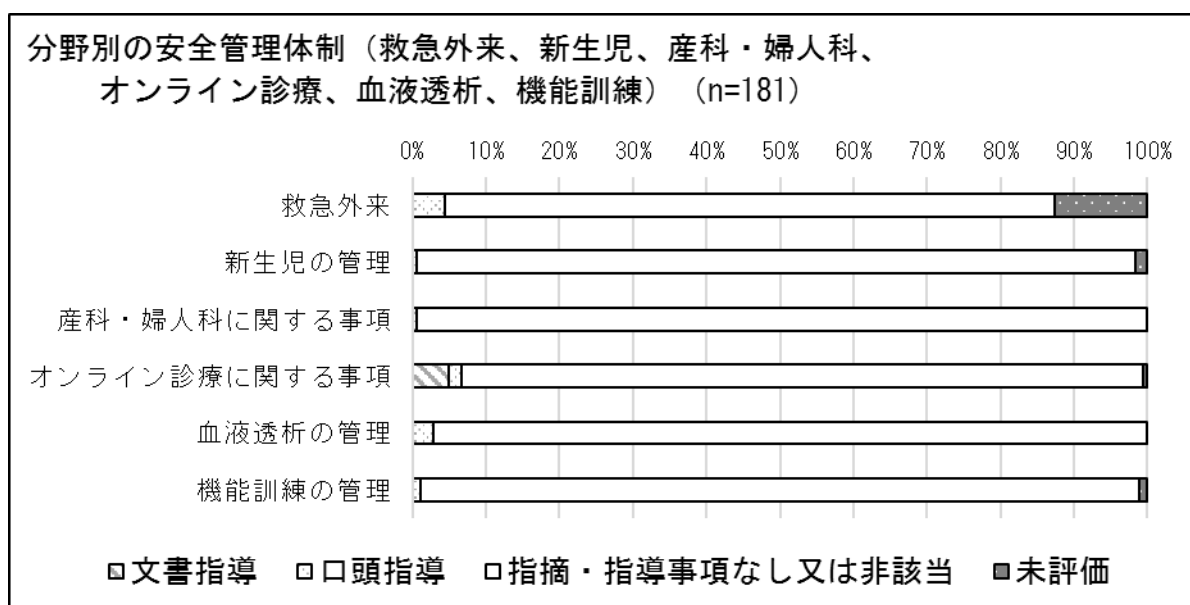 分野別の安全管理体制（救急外来、新生児、産科・婦人科、
オンライン診療、血液透析、機能訓練）（n=181）
0% 10% 20% 30% 40% 50% 60% 70% 80% 90% 100%
救急外来
新生児の管理
産科・婦人科に関する事項
オンライン診療に関する事項
血液透析の管理
機能訓練の管理
文書指導 口頭指導 指摘・指導事項なし又は非該当 未評価